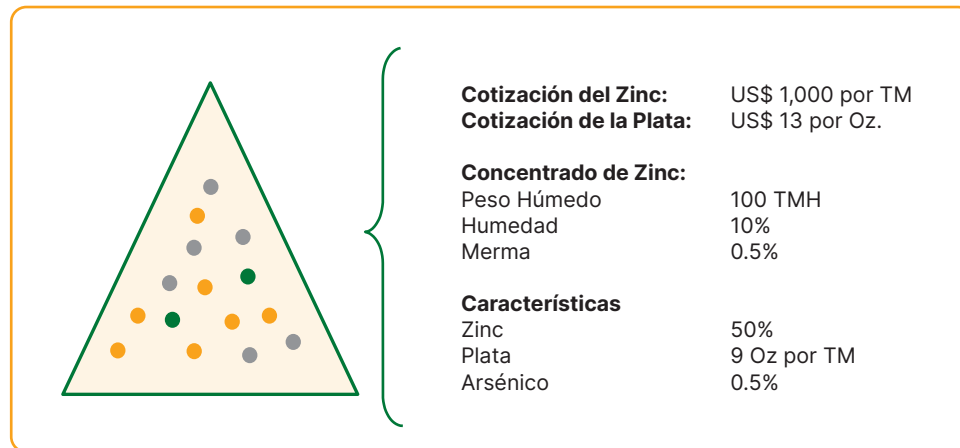 Cotización del Zinc: US$ 1,000 por TM
Cotización de la Plata: US$ 13 por Oz.
Concentrado de Zinc:
Peso Húmedo 100 TMH
Humedad 10%
Merma 0.5%
Características
Zinc 50%
Plata 9 Oz por TM
Arsénico 0.5%